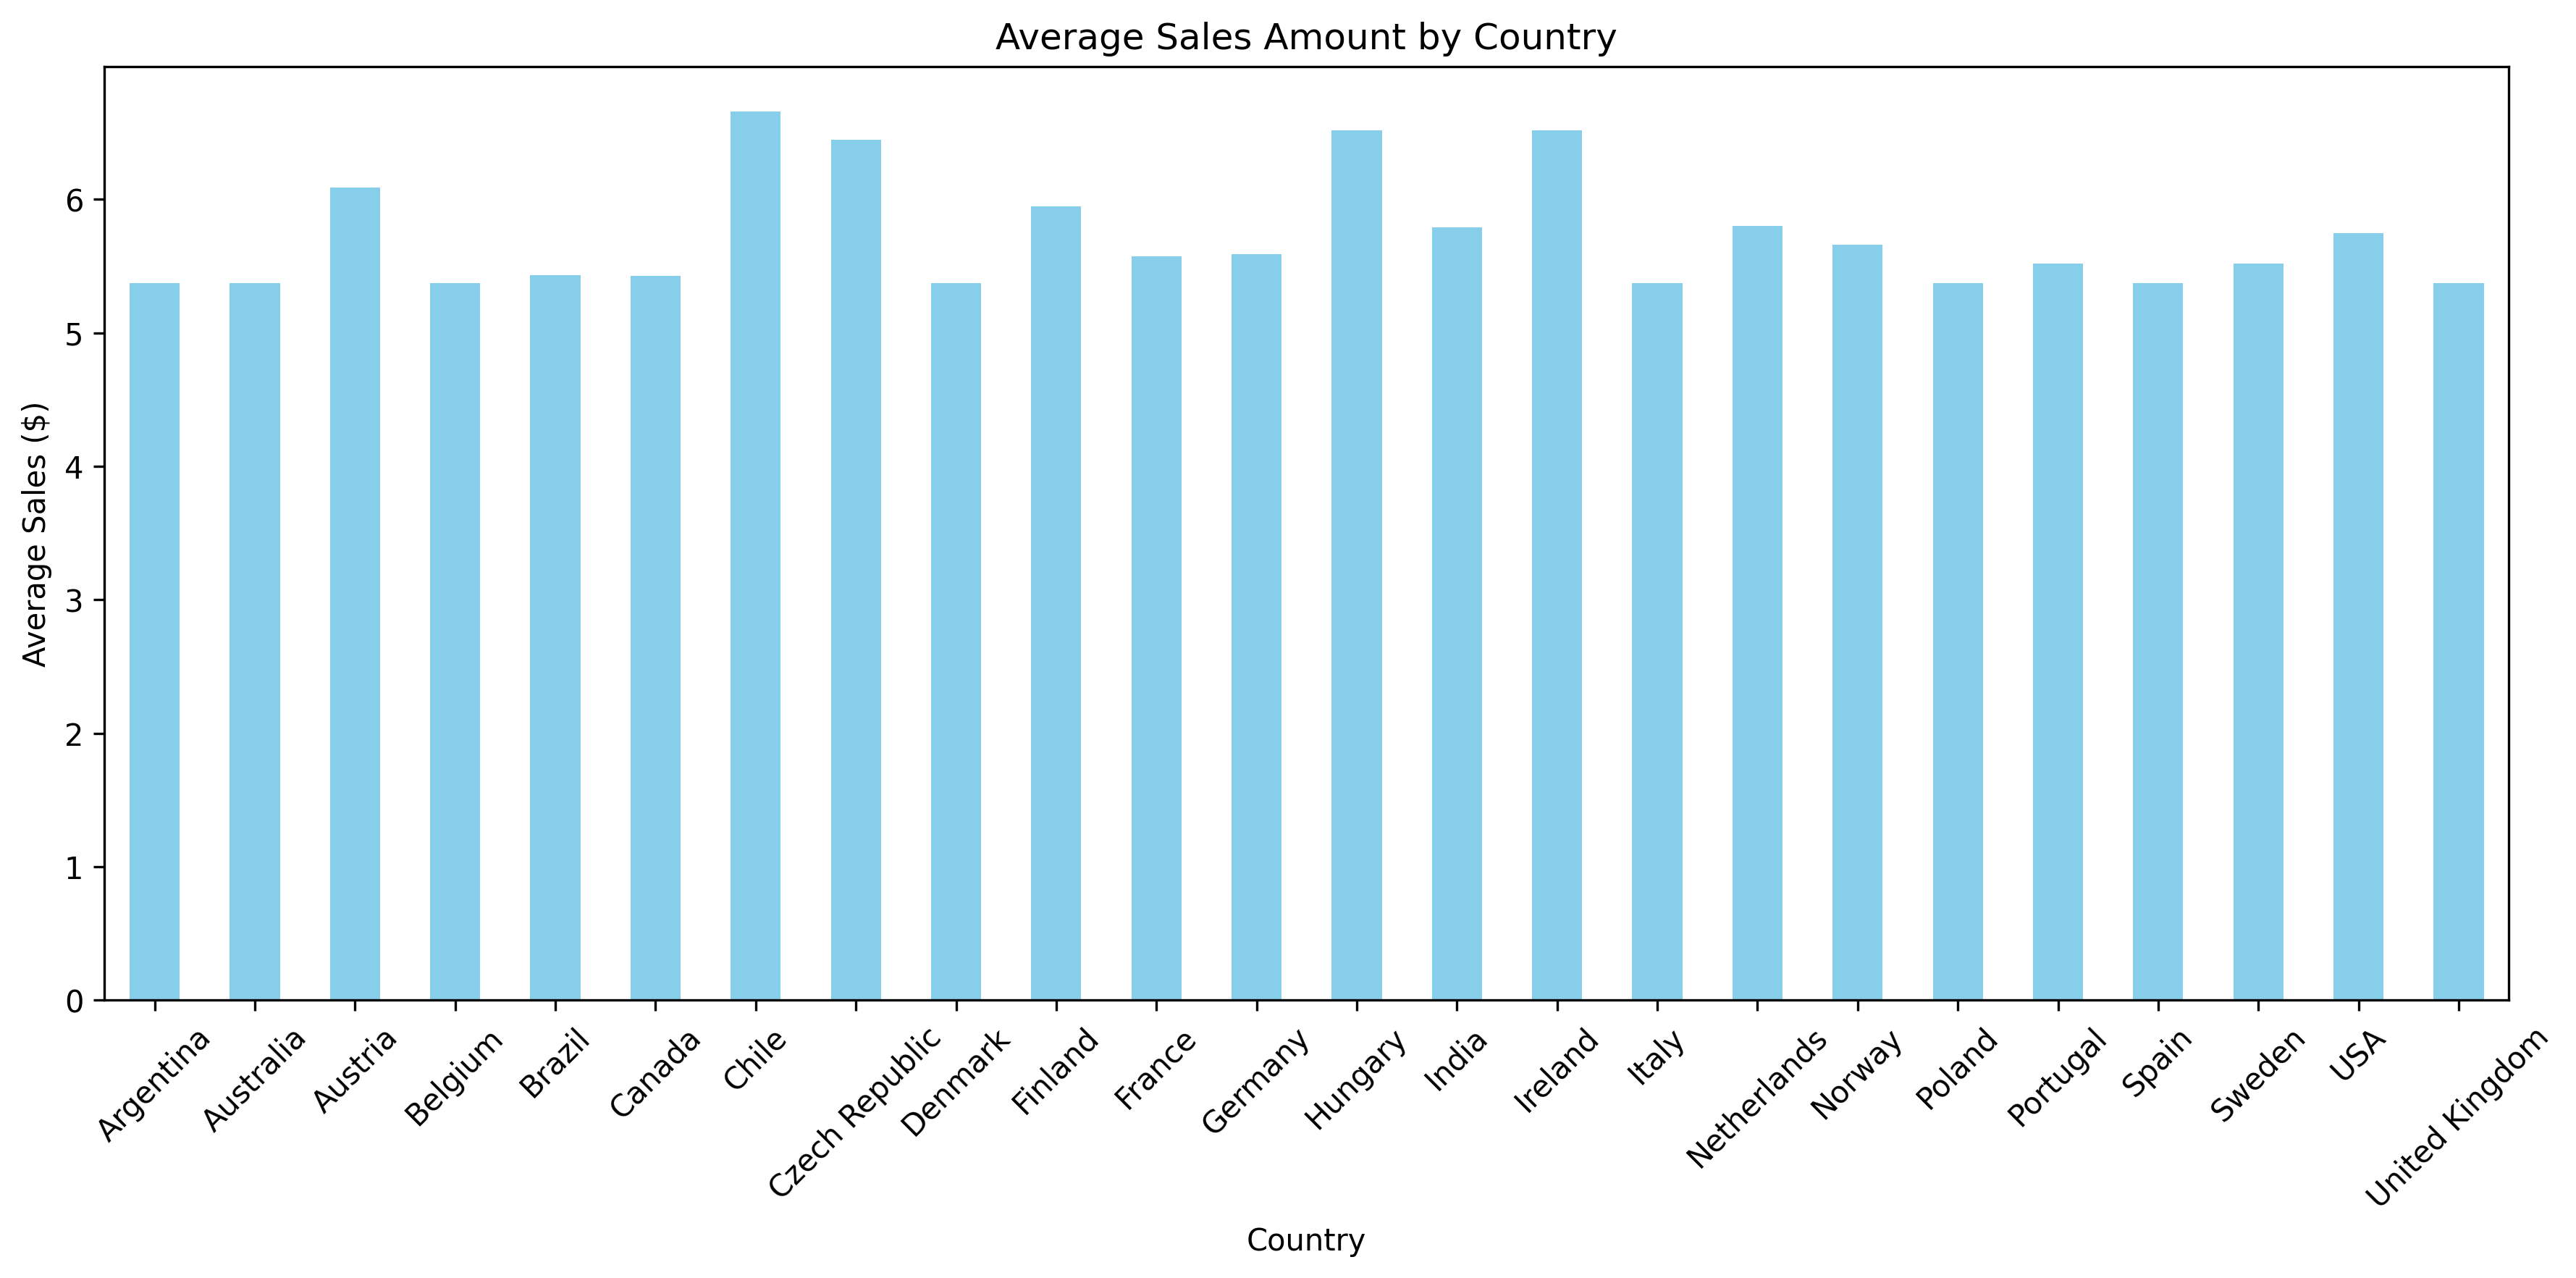 Average Sales Amount by Country
Average Sales ($)
6
5
4
3
2
1
0
Argentina
Australia
Austria
Belgium
Brazil
Canada
Chile
Czech Republic
Denmark
Finland
France
Germany
Hungary
India
Ireland
Italy
Netherlands
Norway
Poland
Portugal
Spain
Sweden
USA
United Kingdom
Country